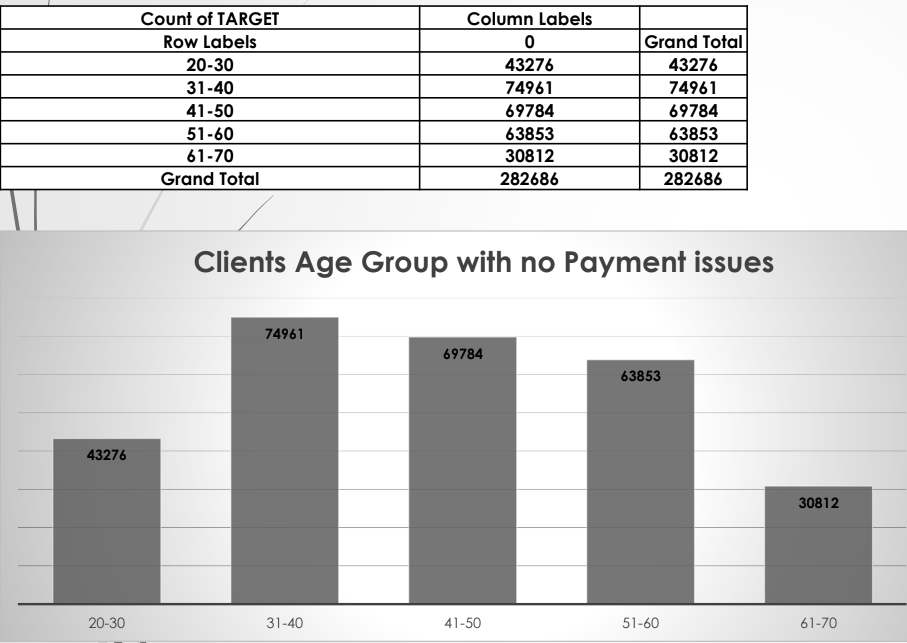 Count of TARGET Column Labels
Row Labels 0 Grand Total
20-30 43276 43276
31-40 74961 74961
41-50 69784 69784
51-60 63853 63853
61-70 30812 30812
Grand Total 282686 282686
Clients Age Group with no Payment issues
43276 74961 69784 63853 30812
20-30 31-40 41-50 51-60 61-70